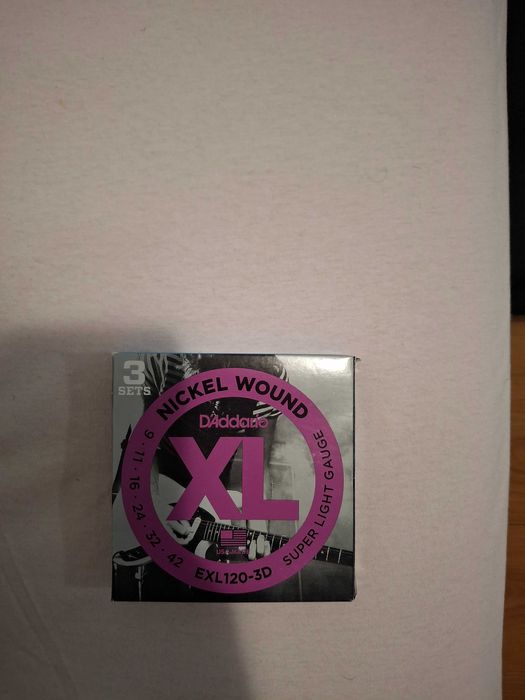 3
SETS
NICKEL WOUND
D'Addario
XL
9 · 11 · 16 · 24 · 32 · 42
SUPER LIGHT GAUGE
EXL120-3D